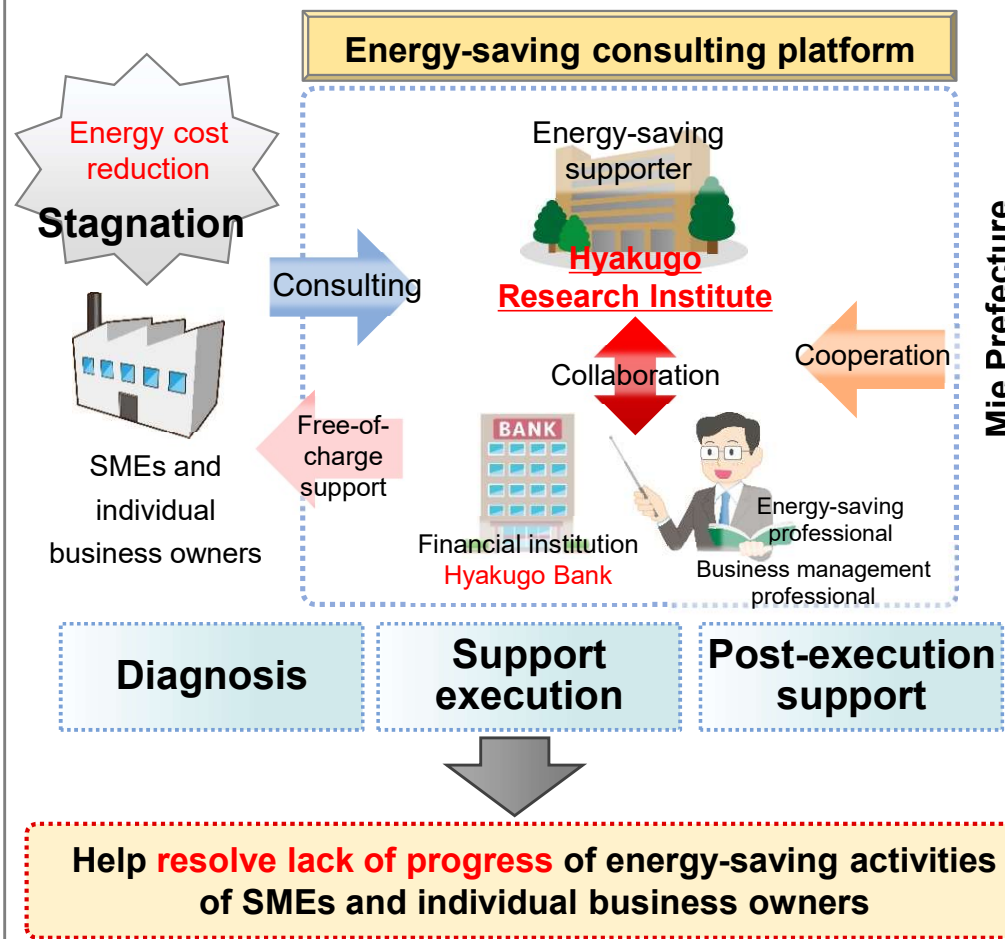 Energy-saving consulting platform
Energy cost
reduction
Stagnation
Energy-saving
supporter
Hyakugo
Research Institute
Consulting
Collaboration
Cooperation
Mie Prefecture
Free-of-
charge
support
SMEs and
individual
business owners
BANK
Financial institution
Hyakugo Bank
Energy-saving
professional
Business management
professional
Diagnosis
Support
execution
Post-execution
support
Help resolve lack of progress of energy-saving activities
of SMEs and individual business owners